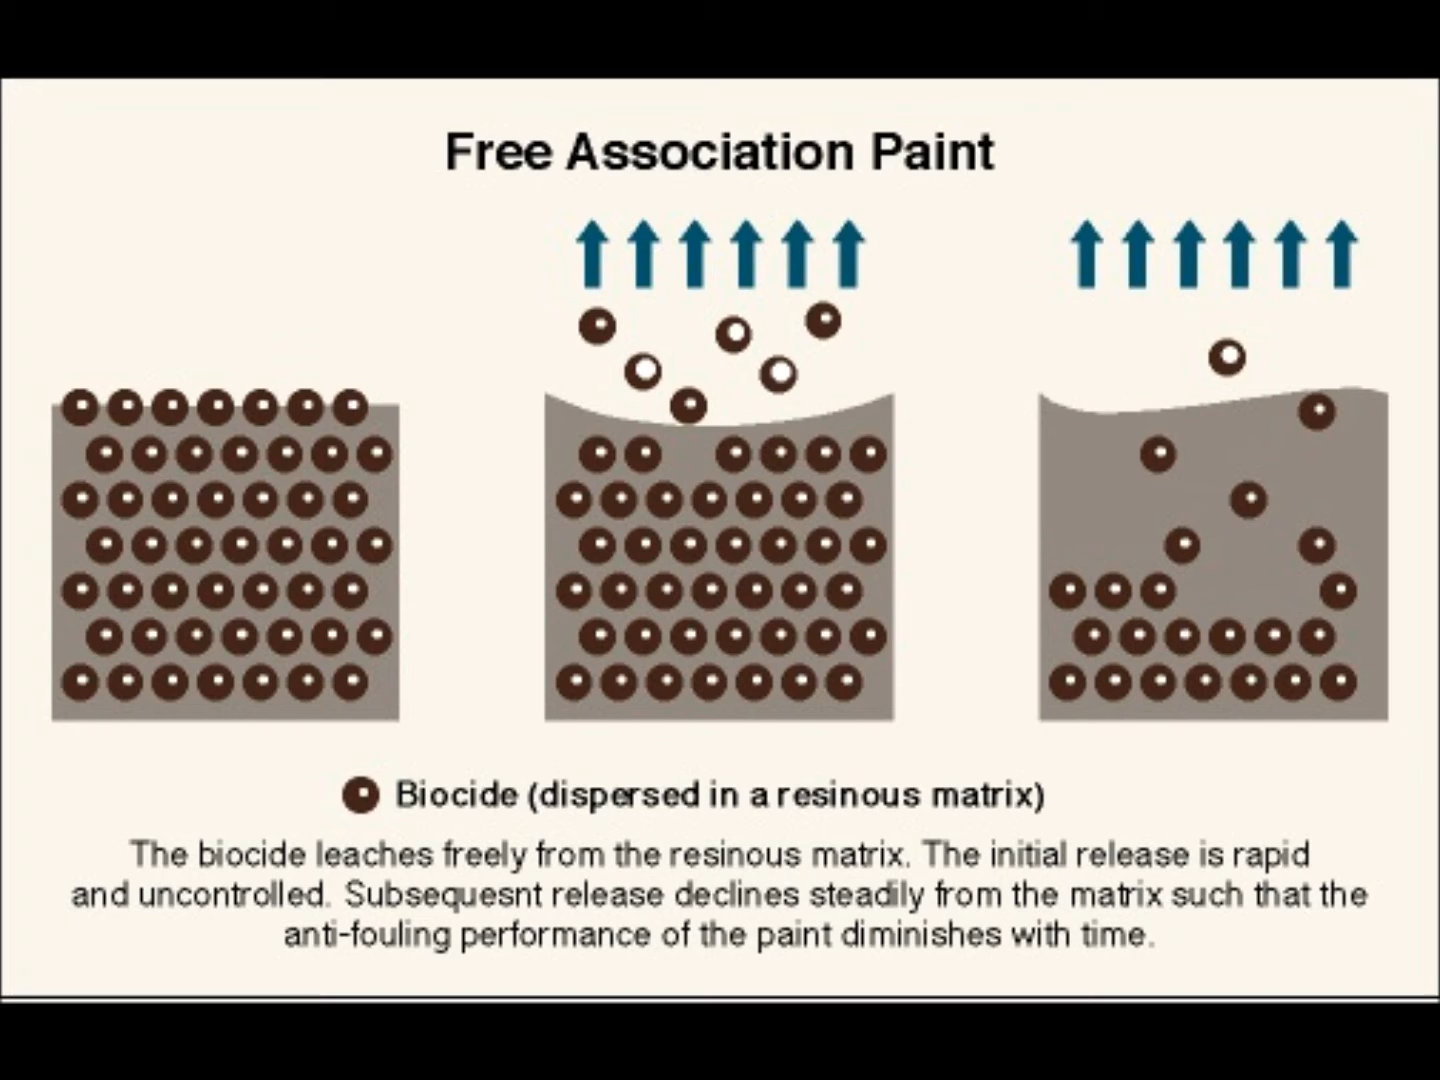 Free Association Paint
Biocide (dispersed in a resinous matrix)
The biocide leaches freely from the resinous matrix. The initial release is rapid
and uncontrolled. Subsequesnt release declines steadily from the matrix such that the
anti-fouling performance of the paint diminishes with time.